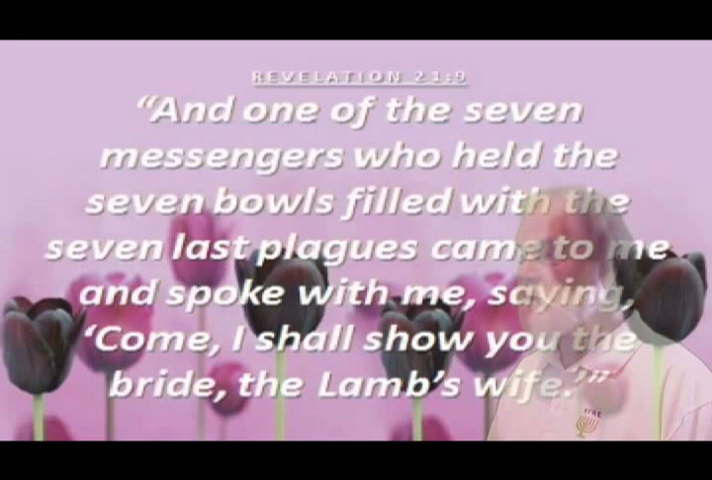 REVELATION 21:9
“And one of the seven
messengers who held the
seven bowls filled with the
seven last plagues came to me
and spoke with me, saying,
‘Come, I shall show you the
bride, the Lamb’s wife.’”